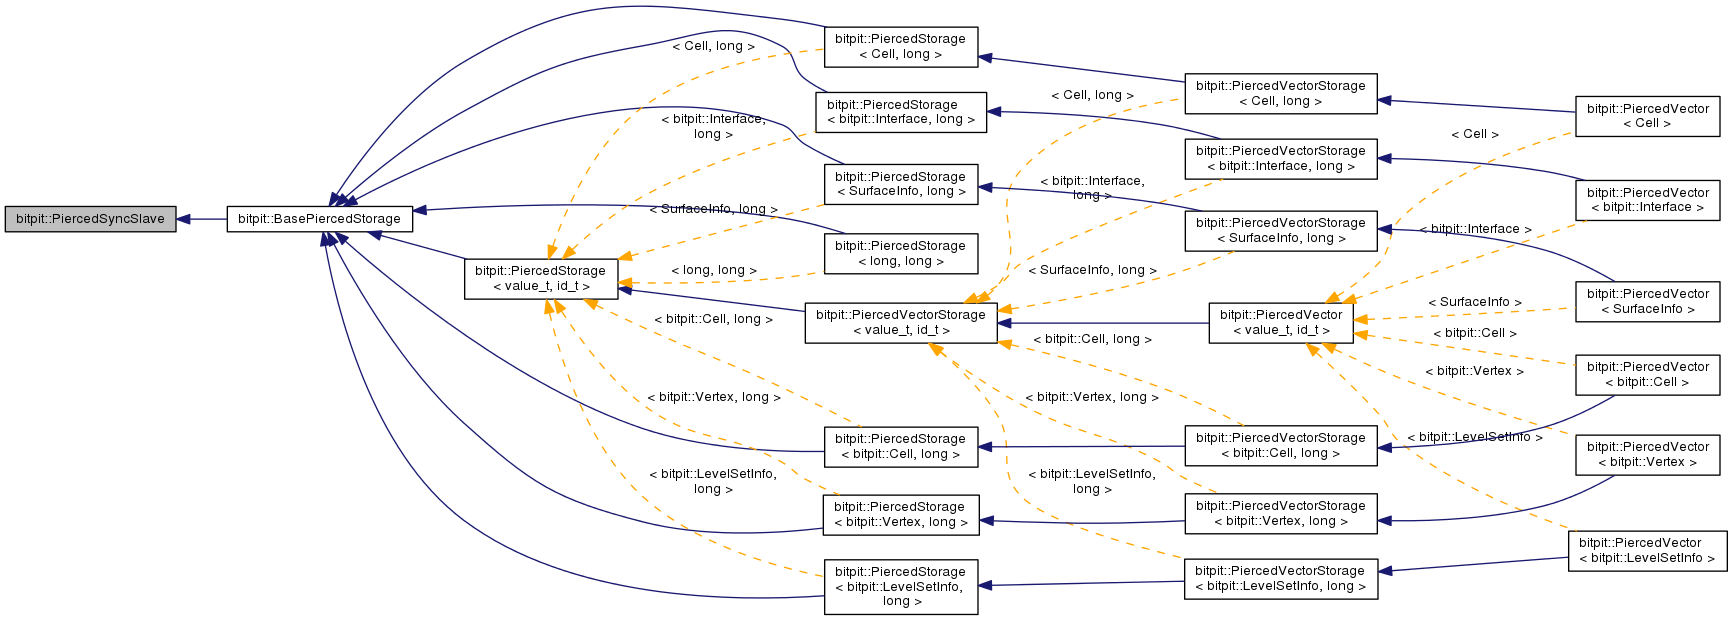 bitpit::PiercedSyncSlave
bitpit::BasePiercedStorage
bitpit::PiercedStorage
< value_t, id_t >
bitpit::PiercedStorage
< Cell, long >
bitpit::PiercedStorage
< bitpit::Interface, long >
bitpit::PiercedStorage
< SurfaceInfo, long >
bitpit::PiercedStorage
< long, long >
bitpit::PiercedStorage
< bitpit::Cell, long >
bitpit::PiercedStorage
< bitpit::Vertex, long >
bitpit::PiercedStorage
< bitpit::LevelSetInfo,
long >
< Cell, long >
< bitpit::Interface,
long >
< SurfaceInfo, long >
< long, long >
< bitpit::Cell, long >
< bitpit::Vertex, long >
< bitpit::LevelSetInfo,
long >
bitpit::PiercedVectorStorage
< value_t, id_t >
bitpit::PiercedVectorStorage
< Cell, long >
bitpit::PiercedVectorStorage
< bitpit::Interface, long >
bitpit::PiercedVectorStorage
< SurfaceInfo, long >
bitpit::PiercedVectorStorage
< bitpit::Cell, long >
bitpit::PiercedVectorStorage
< bitpit::Vertex, long >
bitpit::PiercedVectorStorage
< bitpit::LevelSetInfo, long >
< Cell, long >
< bitpit::Interface,
long >
< SurfaceInfo, long >
< bitpit::Cell, long >
< bitpit::Vertex, long >
< bitpit::LevelSetInfo,
long >
bitpit::PiercedVector
< value_t, id_t >
bitpit::PiercedVector
< Cell >
bitpit::PiercedVector
< bitpit::Interface >
bitpit::PiercedVector
< SurfaceInfo >
bitpit::PiercedVector
< bitpit::Cell >
bitpit::PiercedVector
< bitpit::Vertex >
bitpit::PiercedVector
< bitpit::LevelSetInfo >
< Cell >
< bitpit::Interface >
< SurfaceInfo >
< bitpit::Cell >
< bitpit::Vertex >
< bitpit::LevelSetInfo >